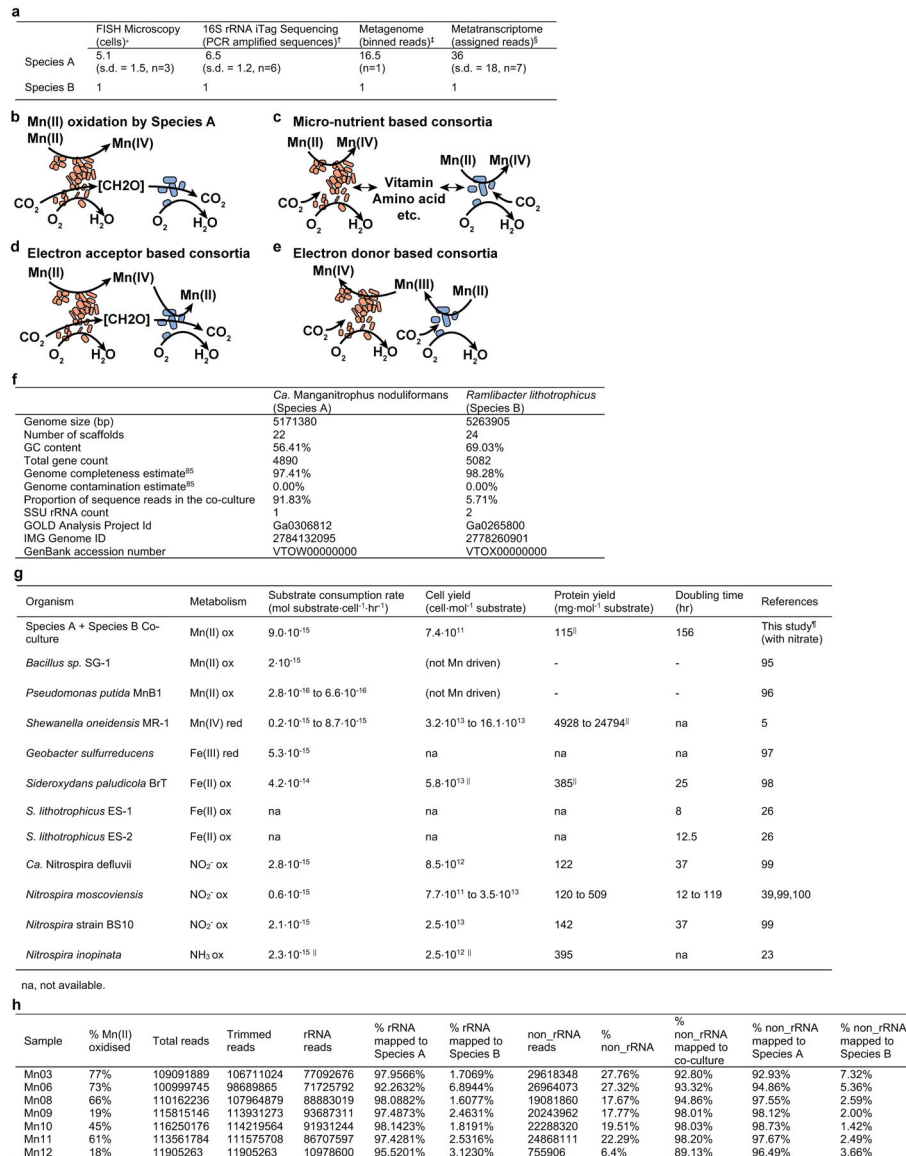 a
FISH Microscopy 16S rRNA iTag Sequencing Metagenome Metatranscriptome
(cells)* (PCR amplified sequences)† (binned reads)‡ (assigned reads)§
Species A 5.1 6.5 16.5 36
(s.d. = 1.5, n=3) (s.d. = 1.2, n=6) (n=1) (s.d. = 18, n=7)
Species B 1 1 1 1
b Mn(II) oxidation by Species A
Mn(II) Mn(IV)
[CH2O]
CO2 CO2
O2 H2O O2 H2O
c Micro-nutrient based consortia
Mn(II) Mn(IV) Mn(II) Mn(IV)
Vitamin
Amino acid
etc.
CO2 CO2
O2 H2O O2 H2O
d Electron acceptor based consortia
Mn(II) Mn(IV) Mn(II)
[CH2O]
CO2 CO2
O2 H2O O2 H2O
e Electron donor based consortia
Mn(IV) Mn(III) Mn(II)
CO2 CO2
O2 H2O O2 H2O
f
Ca. Manganitrophus noduliformans Ramlibacter lithotrophicus
(Species A) (Species B)
Genome size (bp) 5171380 5263905
Number of scaffolds 22 24
GC content 56.41% 69.03%
Total gene count 4890 5082
Genome completeness estimate85 97.41% 98.28%
Genome contamination estimate85 0.00% 0.00%
Proportion of sequence reads in the co-culture 91.83% 5.71%
SSU rRNA count 1 2
GOLD Analysis Project Id Ga0306812 Ga0265800
IMG Genome ID 2784132095 2778260901
GenBank accession number VTOW00000000 VTOX00000000
g
Organism Metabolism Substrate consumption rate (mol substrate·cell-1·hr-1) Cell yield (cell·mol-1 substrate) Protein yield (mg·mol-1 substrate) Doubling time (hr) References
Species A + Species B Co-culture Mn(II) ox 9.0·10-15 7.4·1011 115|| 156 This study¶ (with nitrate)
Bacillus sp. SG-1 Mn(II) ox 2·10-15 (not Mn driven) - - 95
Pseudomonas putida MnB1 Mn(II) ox 2.8·10-16 to 6.6·10-16 (not Mn driven) - - 96
Shewanella oneidensis MR-1 Mn(IV) red 0.2·10-15 to 8.7·10-15 3.2·1013 to 16.1·1013 4928 to 24794|| na 5
Geobacter sulfurreducens Fe(III) red 5.3·10-15 na na na 97
Sideroxydans paludicola BrT Fe(II) ox 4.2·10-14 5.8·1013 || 385|| 25 98
S. lithotrophicus ES-1 Fe(II) ox na na na 8 26
S. lithotrophicus ES-2 Fe(II) ox na na na 12.5 26
Ca. Nitrospira defluvii NO2- ox 2.8·10-15 8.5·1012 122 37 99
Nitrospira moscoviensis NO2- ox 0.6·10-15 7.7·1011 to 3.5·1013 120 to 509 12 to 119 39,99,100
Nitrospira strain BS10 NO2- ox 2.1·10-15 2.5·1013 142 37 99
Nitrospira inopinata NH3 ox 2.3·10-15 || 2.5·1012 || 395 na 23
na, not available.
h
Sample % Mn(II) oxidised Total reads Trimmed reads rRNA reads % rRNA mapped to Species A % rRNA mapped to Species B non_rRNA reads % non_rRNA % non_rRNA mapped to co-culture % non_rRNA mapped to Species A % non_rRNA mapped to Species B
Mn03 77% 109091889 106711024 77092676 97.9566% 1.7069% 29618348 27.76% 92.80% 92.93% 7.32%
Mn06 73% 100999745 98689865 71725792 92.2632% 6.8944% 26964073 27.32% 93.32% 94.86% 5.36%
Mn08 66% 110162236 107964879 88883019 98.0882% 1.6077% 19081860 17.67% 94.86% 97.55% 2.59%
Mn09 19% 115815146 113931273 93687311 97.4873% 2.4631% 20243962 17.77% 98.01% 98.12% 2.00%
Mn10 45% 116250176 114219564 91931244 98.1423% 1.8191% 22288320 19.51% 98.03% 98.73% 1.42%
Mn11 61% 113561784 111575708 86707597 97.4281% 2.5316% 24868111 22.29% 98.20% 97.67% 2.49%
Mn12 18% 11905263 11905263 10978600 95.5201% 3.1230% 755906 6.4% 89.13% 96.49% 3.66%